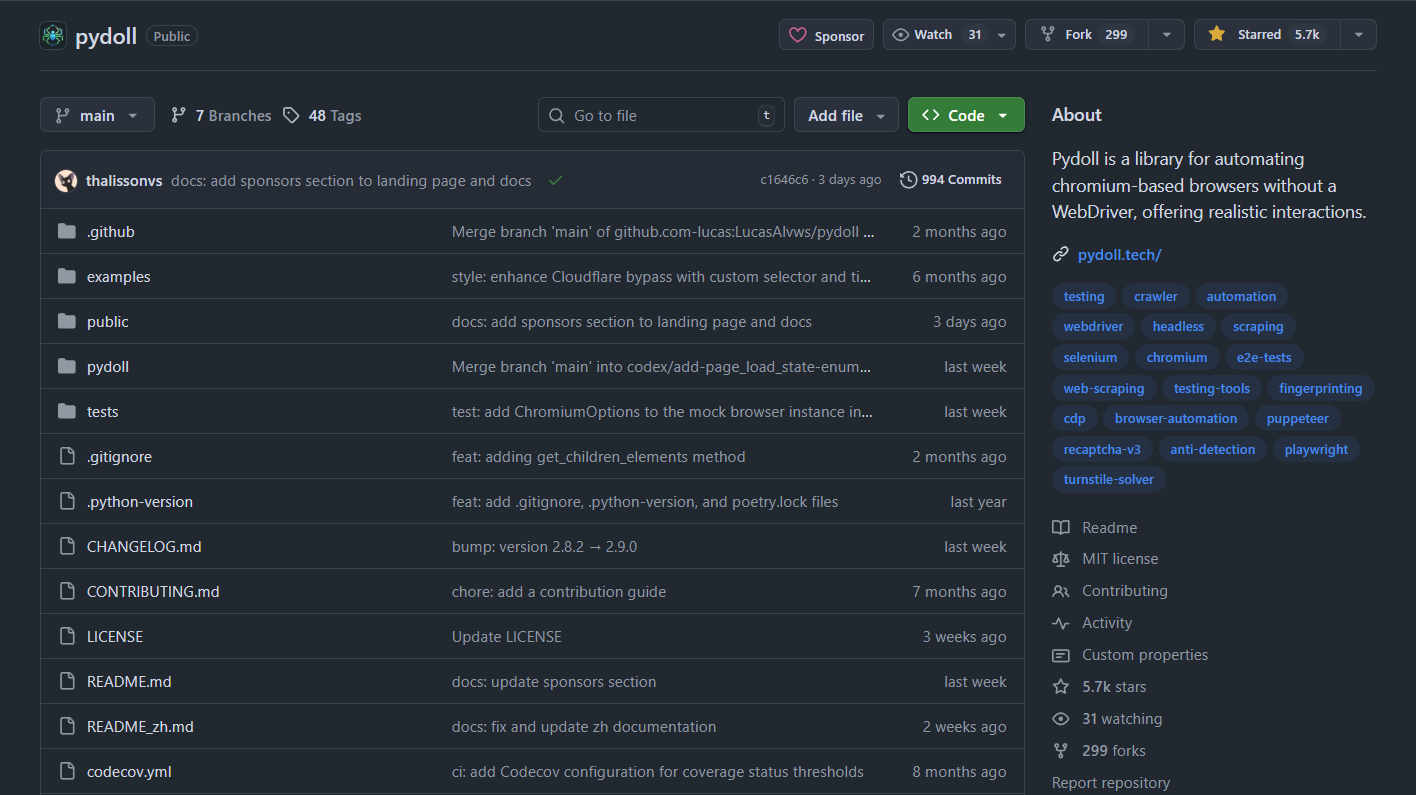 pydoll Public Sponsor Watch 31 Fork 299 Starred 5.7k
main 7 Branches 48 Tags Go to file t Add file Code
thalissonvs docs: add sponsors section to landing page and docs c1646c6 · 3 days ago 994 Commits
.github Merge branch 'main' of github.com-lucas:LucasAlvws/pydoll ... 2 months ago
examples style: enhance Cloudflare bypass with custom selector and ti... 6 months ago
public docs: add sponsors section to landing page and docs 3 days ago
pydoll Merge branch 'main' into codex/add-page_load_state-enum... last week
tests test: add ChromiumOptions to the mock browser instance in... last week
.gitignore feat: adding get_children_elements method 2 months ago
.python-version feat: add .gitignore, .python-version, and poetry.lock files last year
CHANGELOG.md bump: version 2.8.2 → 2.9.0 last week
CONTRIBUTING.md chore: add a contribution guide 7 months ago
LICENSE Update LICENSE 3 weeks ago
README.md docs: update sponsors section last week
README_zh.md docs: fix and update zh documentation 2 weeks ago
codecov.yml ci: add Codecov configuration for coverage status thresholds 8 months ago
About
Pydoll is a library for automating
chromium-based browsers without a
WebDriver, offering realistic interactions.
pydoll.tech/
testing crawler automation
webdriver headless scraping
selenium chromium e2e-tests
web-scraping testing-tools fingerprinting
cdp browser-automation puppeteer
recaptcha-v3 anti-detection playwright
turnstile-solver
Readme
MIT license
Contributing
Activity
Custom properties
5.7k stars
31 watching
299 forks
Report repository